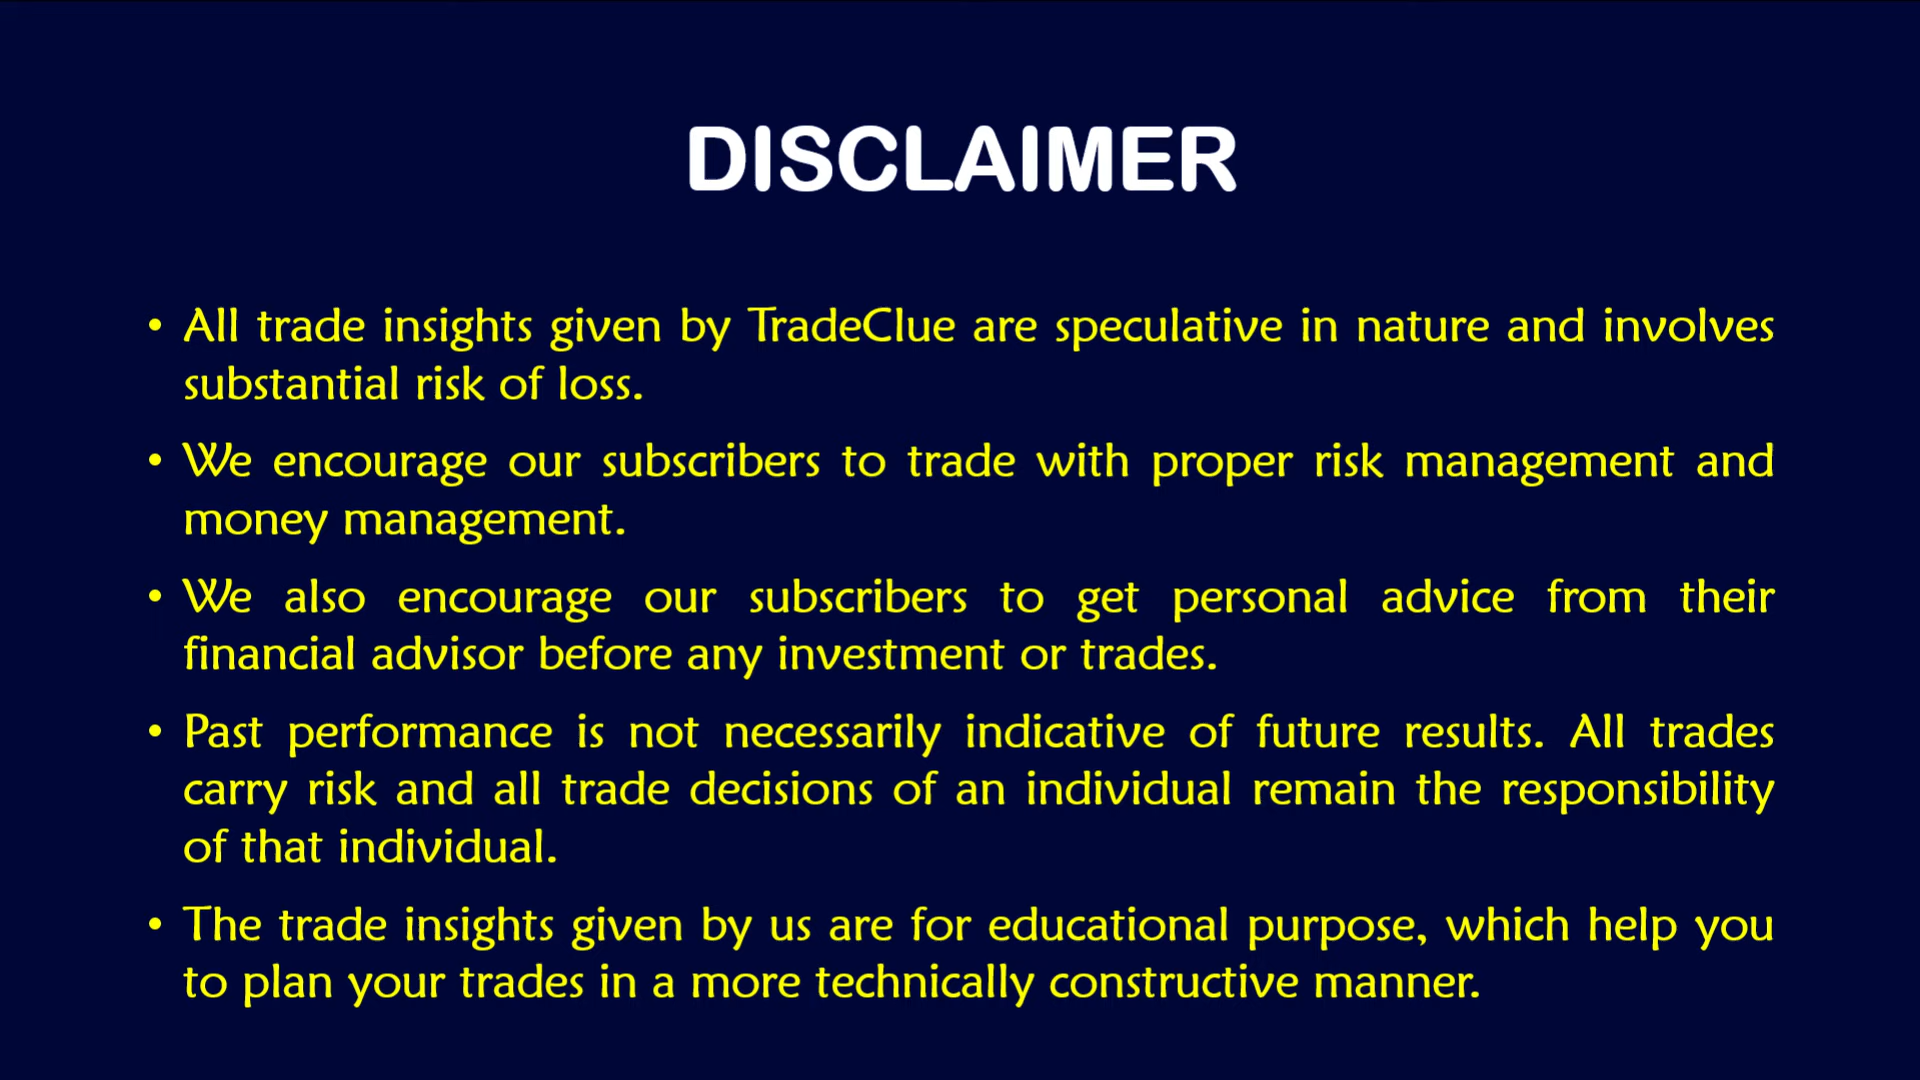 DISCLAIMER
• All trade insights given by TradeClue are speculative in nature and involves
substantial risk of loss.
• We encourage our subscribers to trade with proper risk management and
money management.
• We also encourage our subscribers to get personal advice from their
financial advisor before any investment or trades.
• Past performance is not necessarily indicative of future results. All trades
carry risk and all trade decisions of an individual remain the responsibility
of that individual.
• The trade insights given by us are for educational purpose, which help you
to plan your trades in a more technically constructive manner.